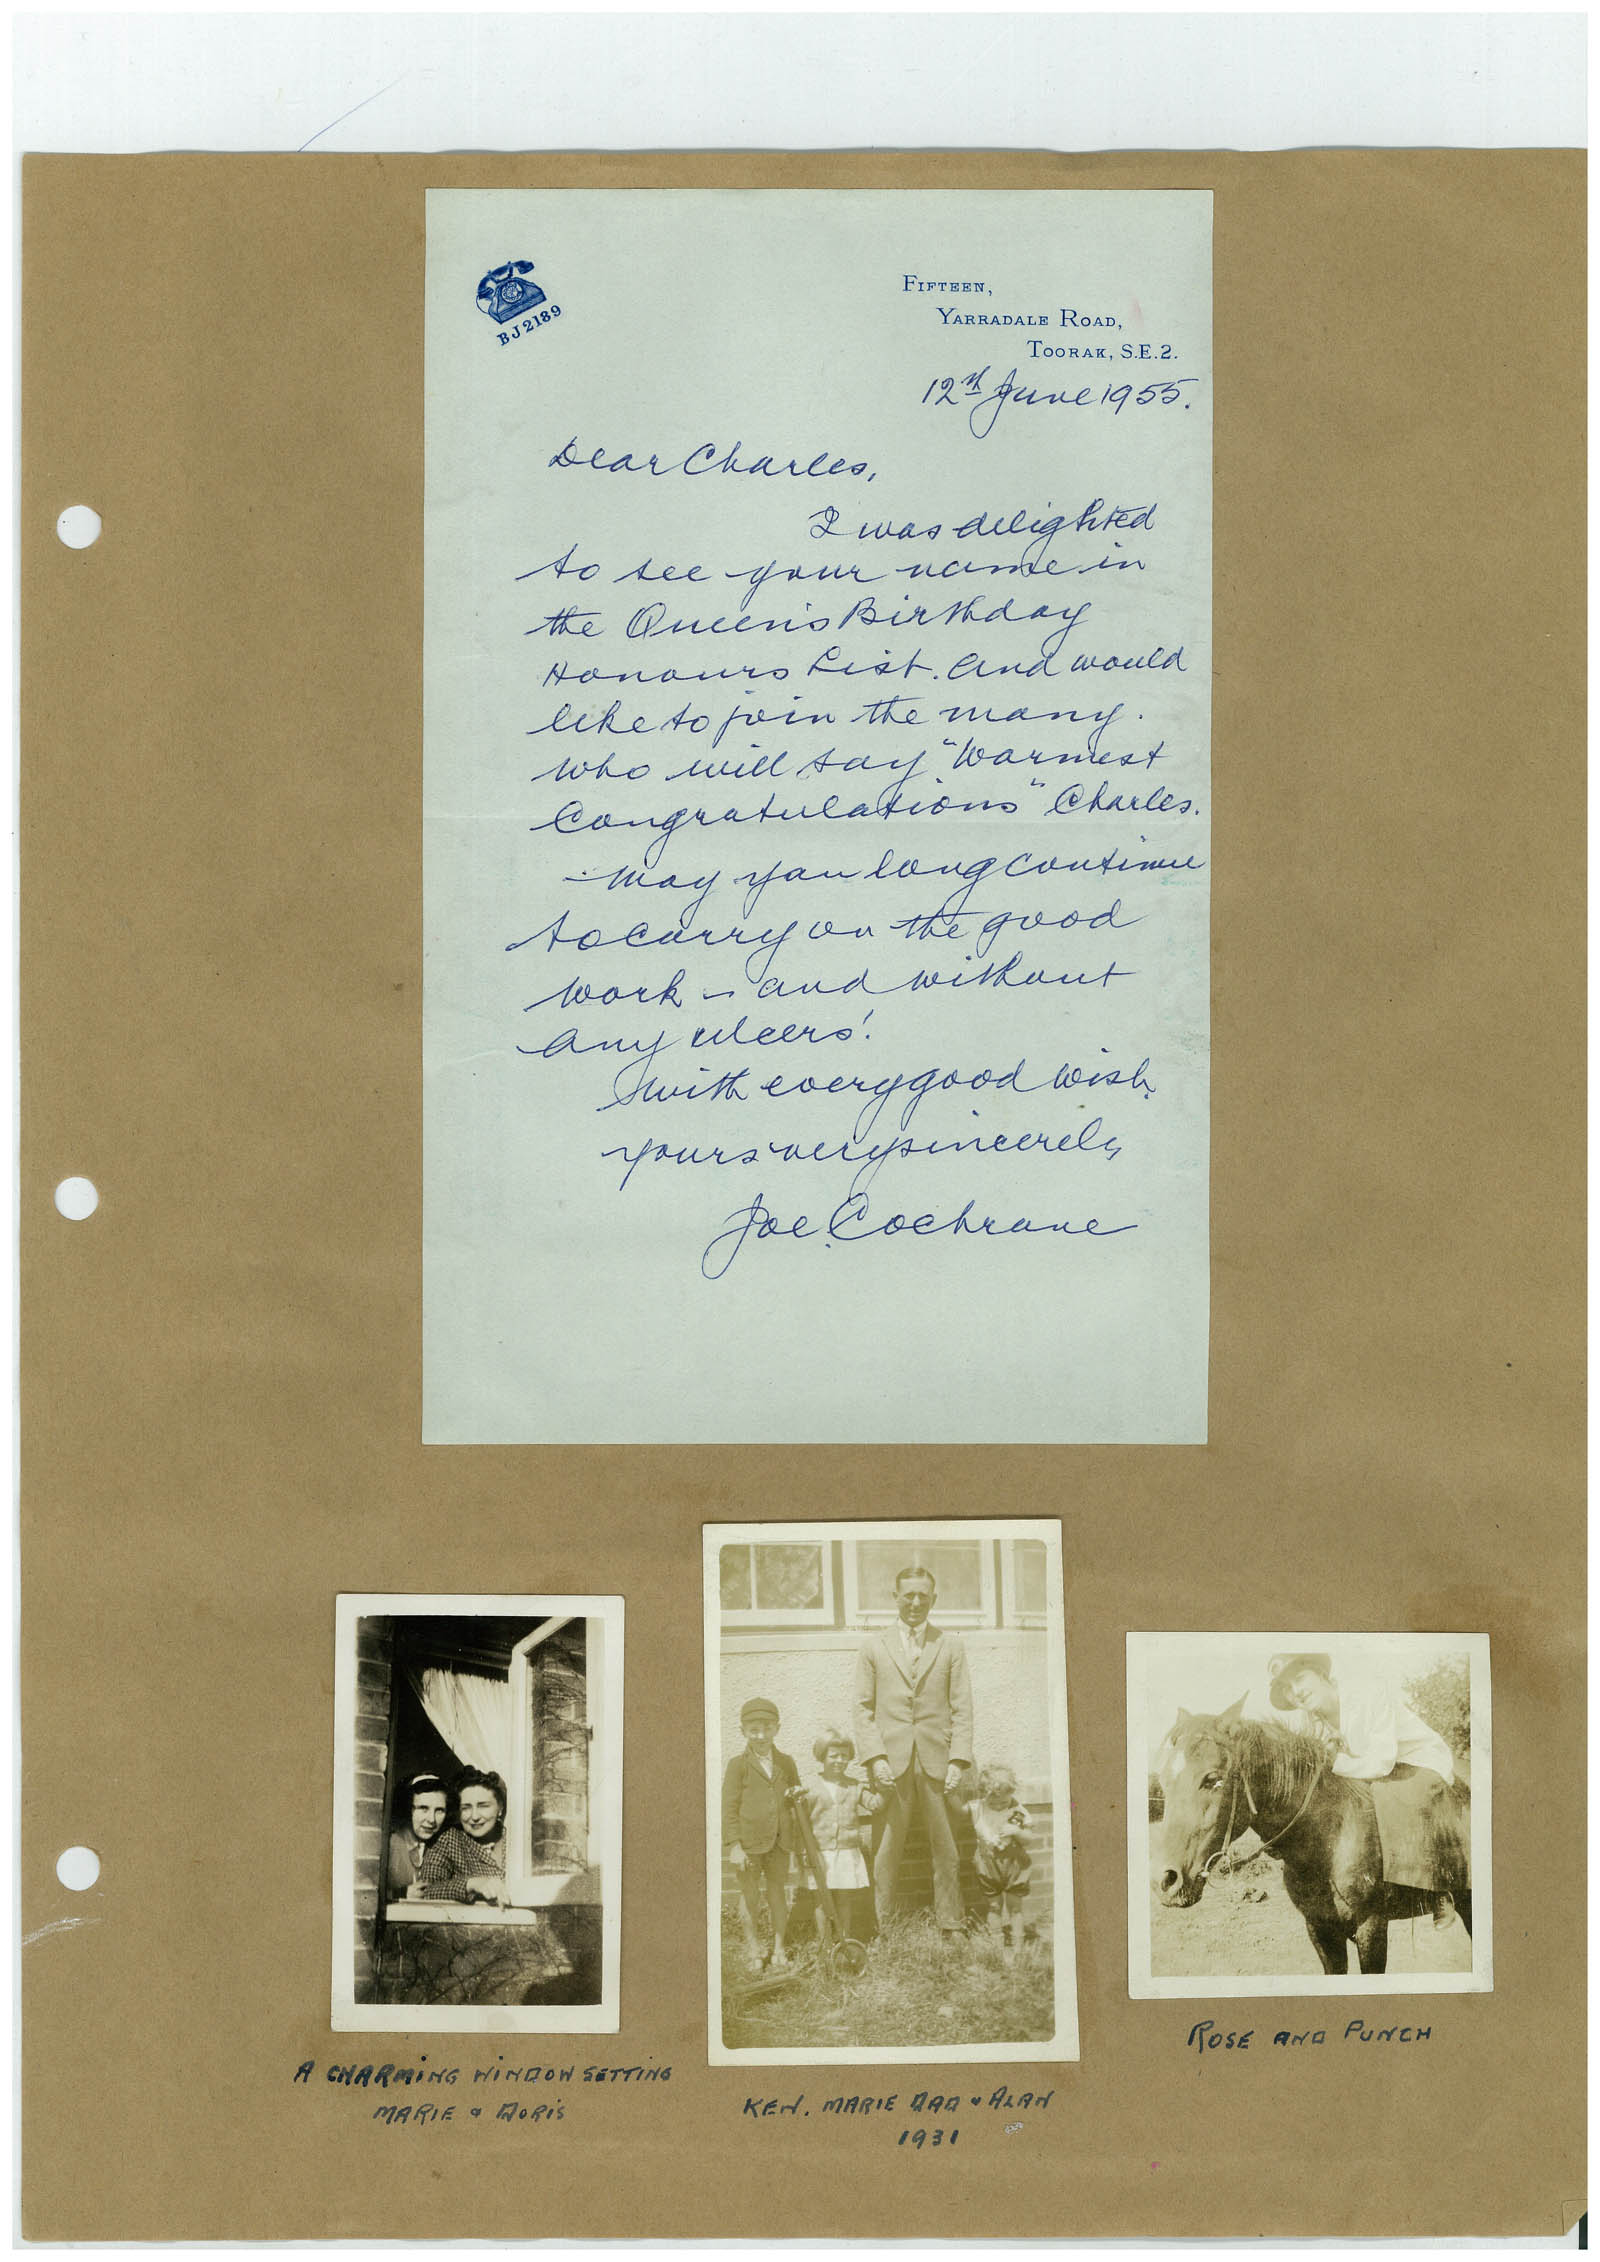 BJ2189
FIFTEEN,
YARRADALE ROAD,
TOORAK, S.E.2.
12th June 1955.
Dear Charles,
I was delighted
to see your name in
the Queen's Birthday
Honours List. and would
like to join the many.
who will say "Warmest
Congratulations" Charles.
- May you long continue
to carry on the good
work - and without
any ulcers!
With every good wish.
yours very sincerely
Joe. Cochrane
A CHARMING WINDOW SETTING
MARIE & DORIS
KEN. MARIE DAD & ALAN
1931
ROSE AND PUNCH